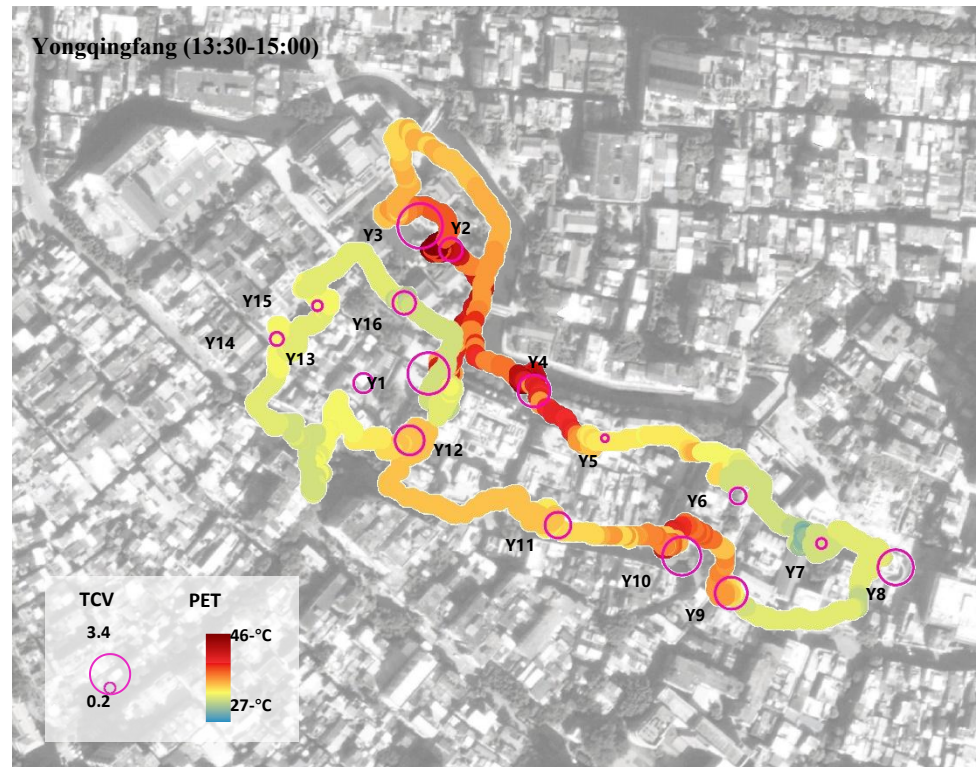 Yongqingfang (13:30-15:00)
Y3
Y2
Y15
Y16
Y14
Y13
Y4
Y1
Y12
Y5
Y6
Y11
Y7
Y10
Y8
Y9
TCV PET
3.4
46-°C
0.2
27-°C